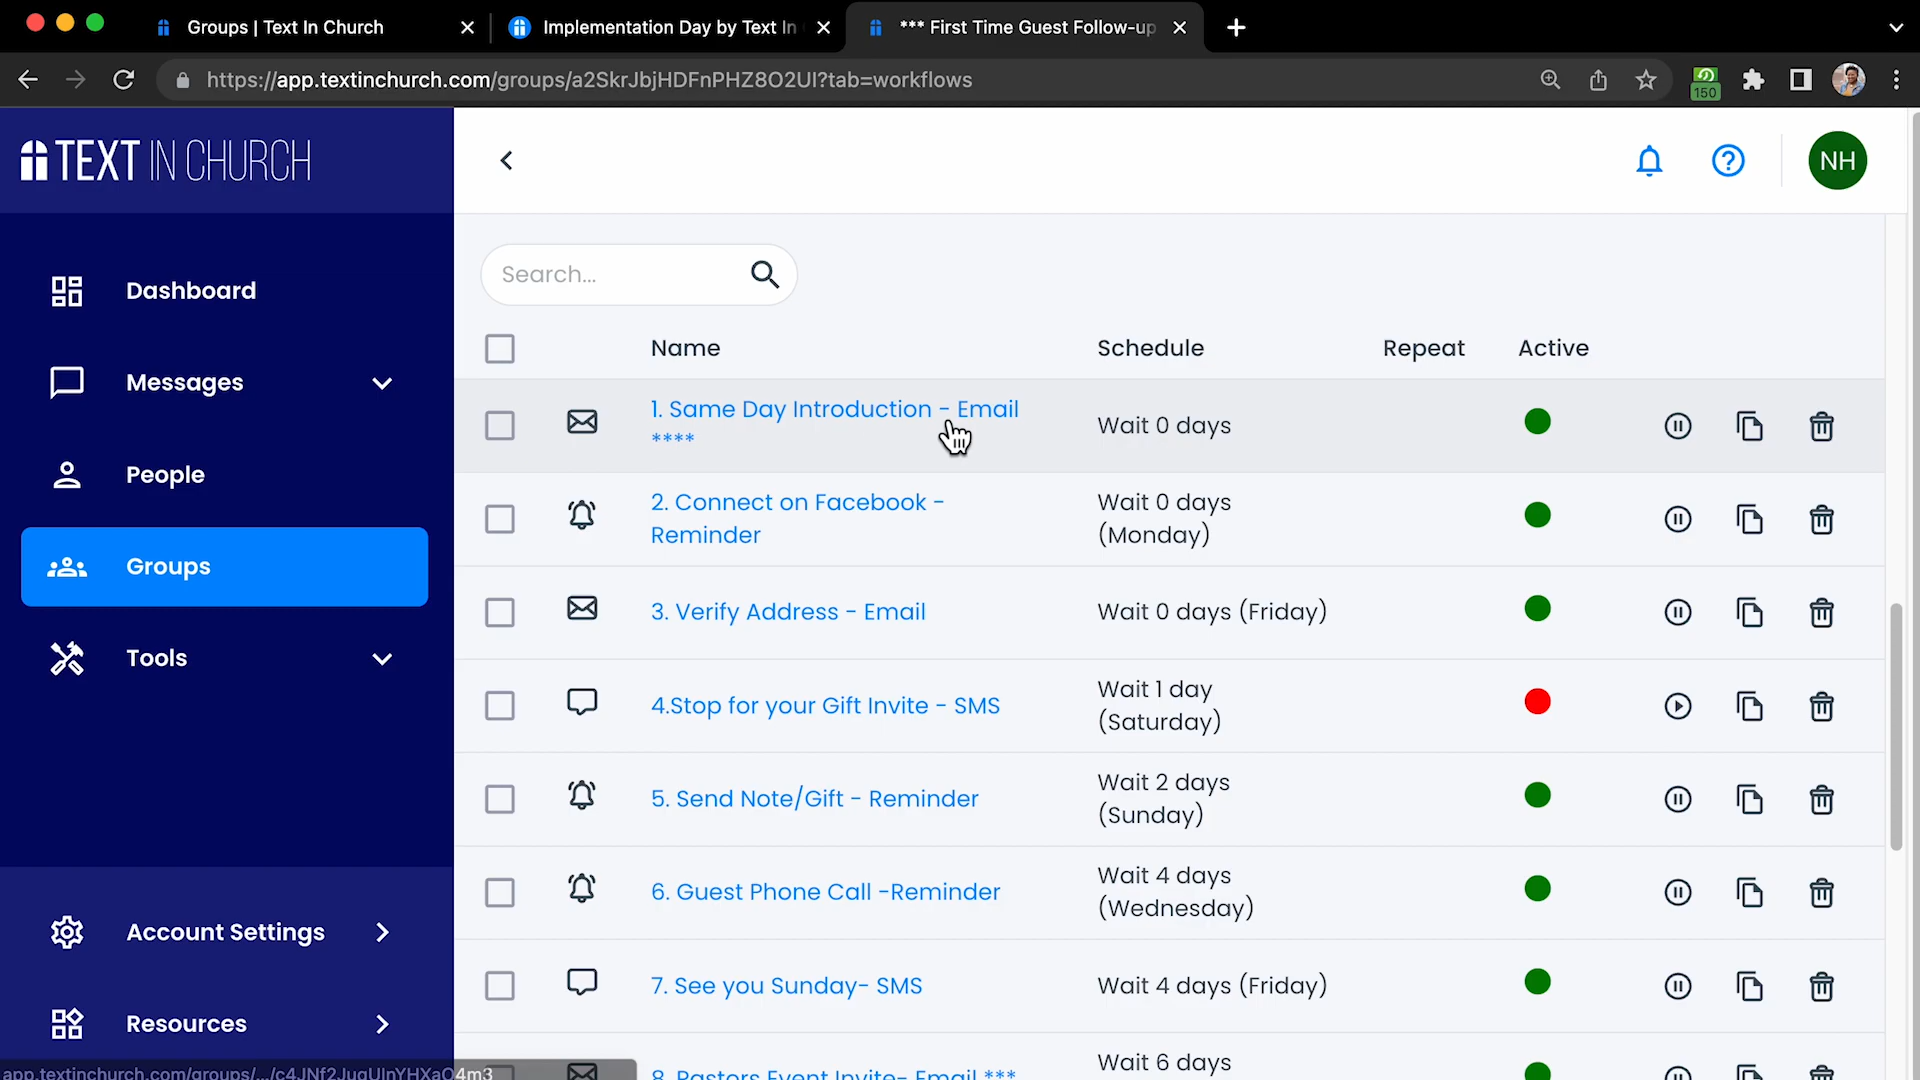 Groups | Text In Church
Implementation Day by Text In
*** First Time Guest Follow-up
https://app.textinchurch.com/groups/a2SkrJbjHDFnPHZ8O2UI?tab=workflows
150
TEXT IN CHURCH
NH
Dashboard
Messages
People
Groups
Tools
Account Settings
Resources
Search...
Name Schedule Repeat Active
1. Same Day Introduction - Email
****
Wait 0 days
2. Connect on Facebook -
Reminder
Wait 0 days
(Monday)
3. Verify Address - Email
Wait 0 days (Friday)
4.Stop for your Gift Invite - SMS
Wait 1 day
(Saturday)
5. Send Note/Gift - Reminder
Wait 2 days
(Sunday)
6. Guest Phone Call -Reminder
Wait 4 days
(Wednesday)
7. See you Sunday- SMS
Wait 4 days (Friday)
8. Pastors Event Invite- Email ***
Wait 6 days